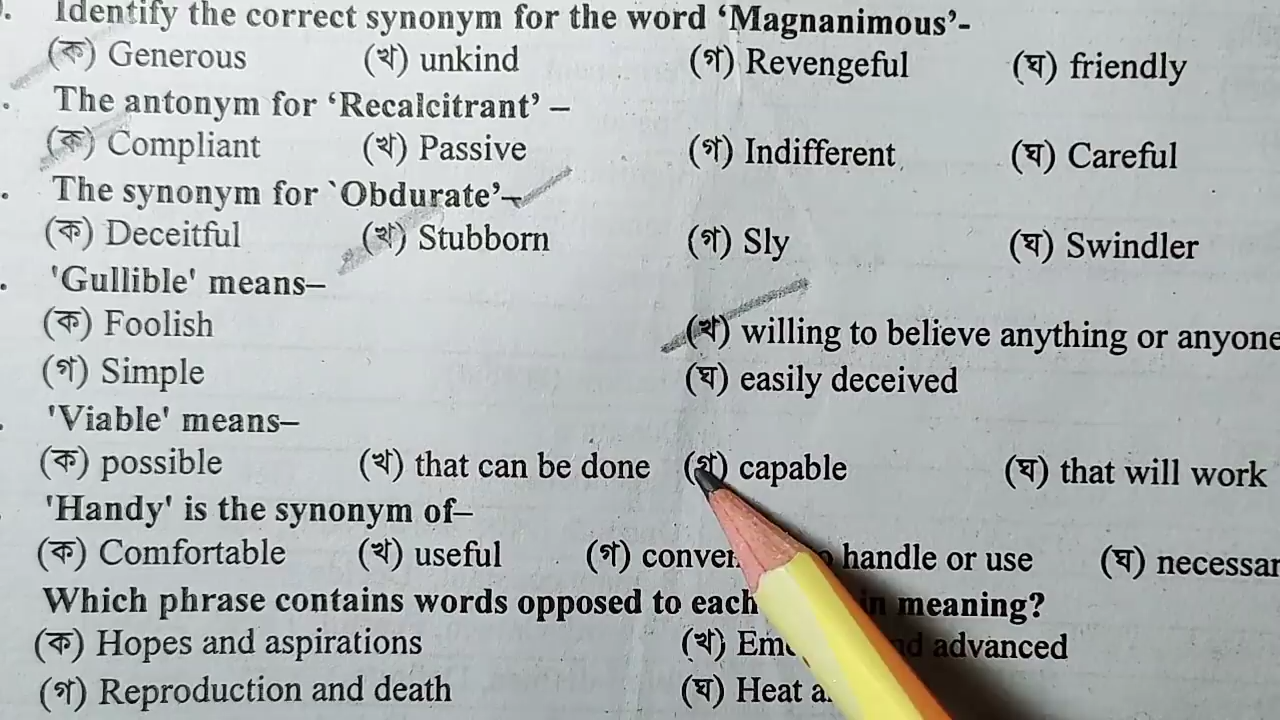 Identify the correct synonym for the word ‘Magnanimous’-
(ক) Generous (খ) unkind (গ) Revengeful (ঘ) friendly
The antonym for ‘Recalcitrant’ –
(ক) Compliant (খ) Passive (গ) Indifferent (ঘ) Careful
The synonym for `Obdurate’–
(ক) Deceitful (খ) Stubborn (গ) Sly (ঘ) Swindler
'Gullible' means–
(ক) Foolish (খ) willing to believe anything or anyone
(গ) Simple (ঘ) easily deceived
'Viable' means–
(ক) possible (খ) that can be done (গ) capable (ঘ) that will work
'Handy' is the synonym of–
(ক) Comfortable (খ) useful (গ) handle or use (ঘ)
Which phrase contains words opposed to each in meaning?
(ক) Hopes and aspirations (খ) advanced
(গ) Reproduction and death (ঘ) Heat